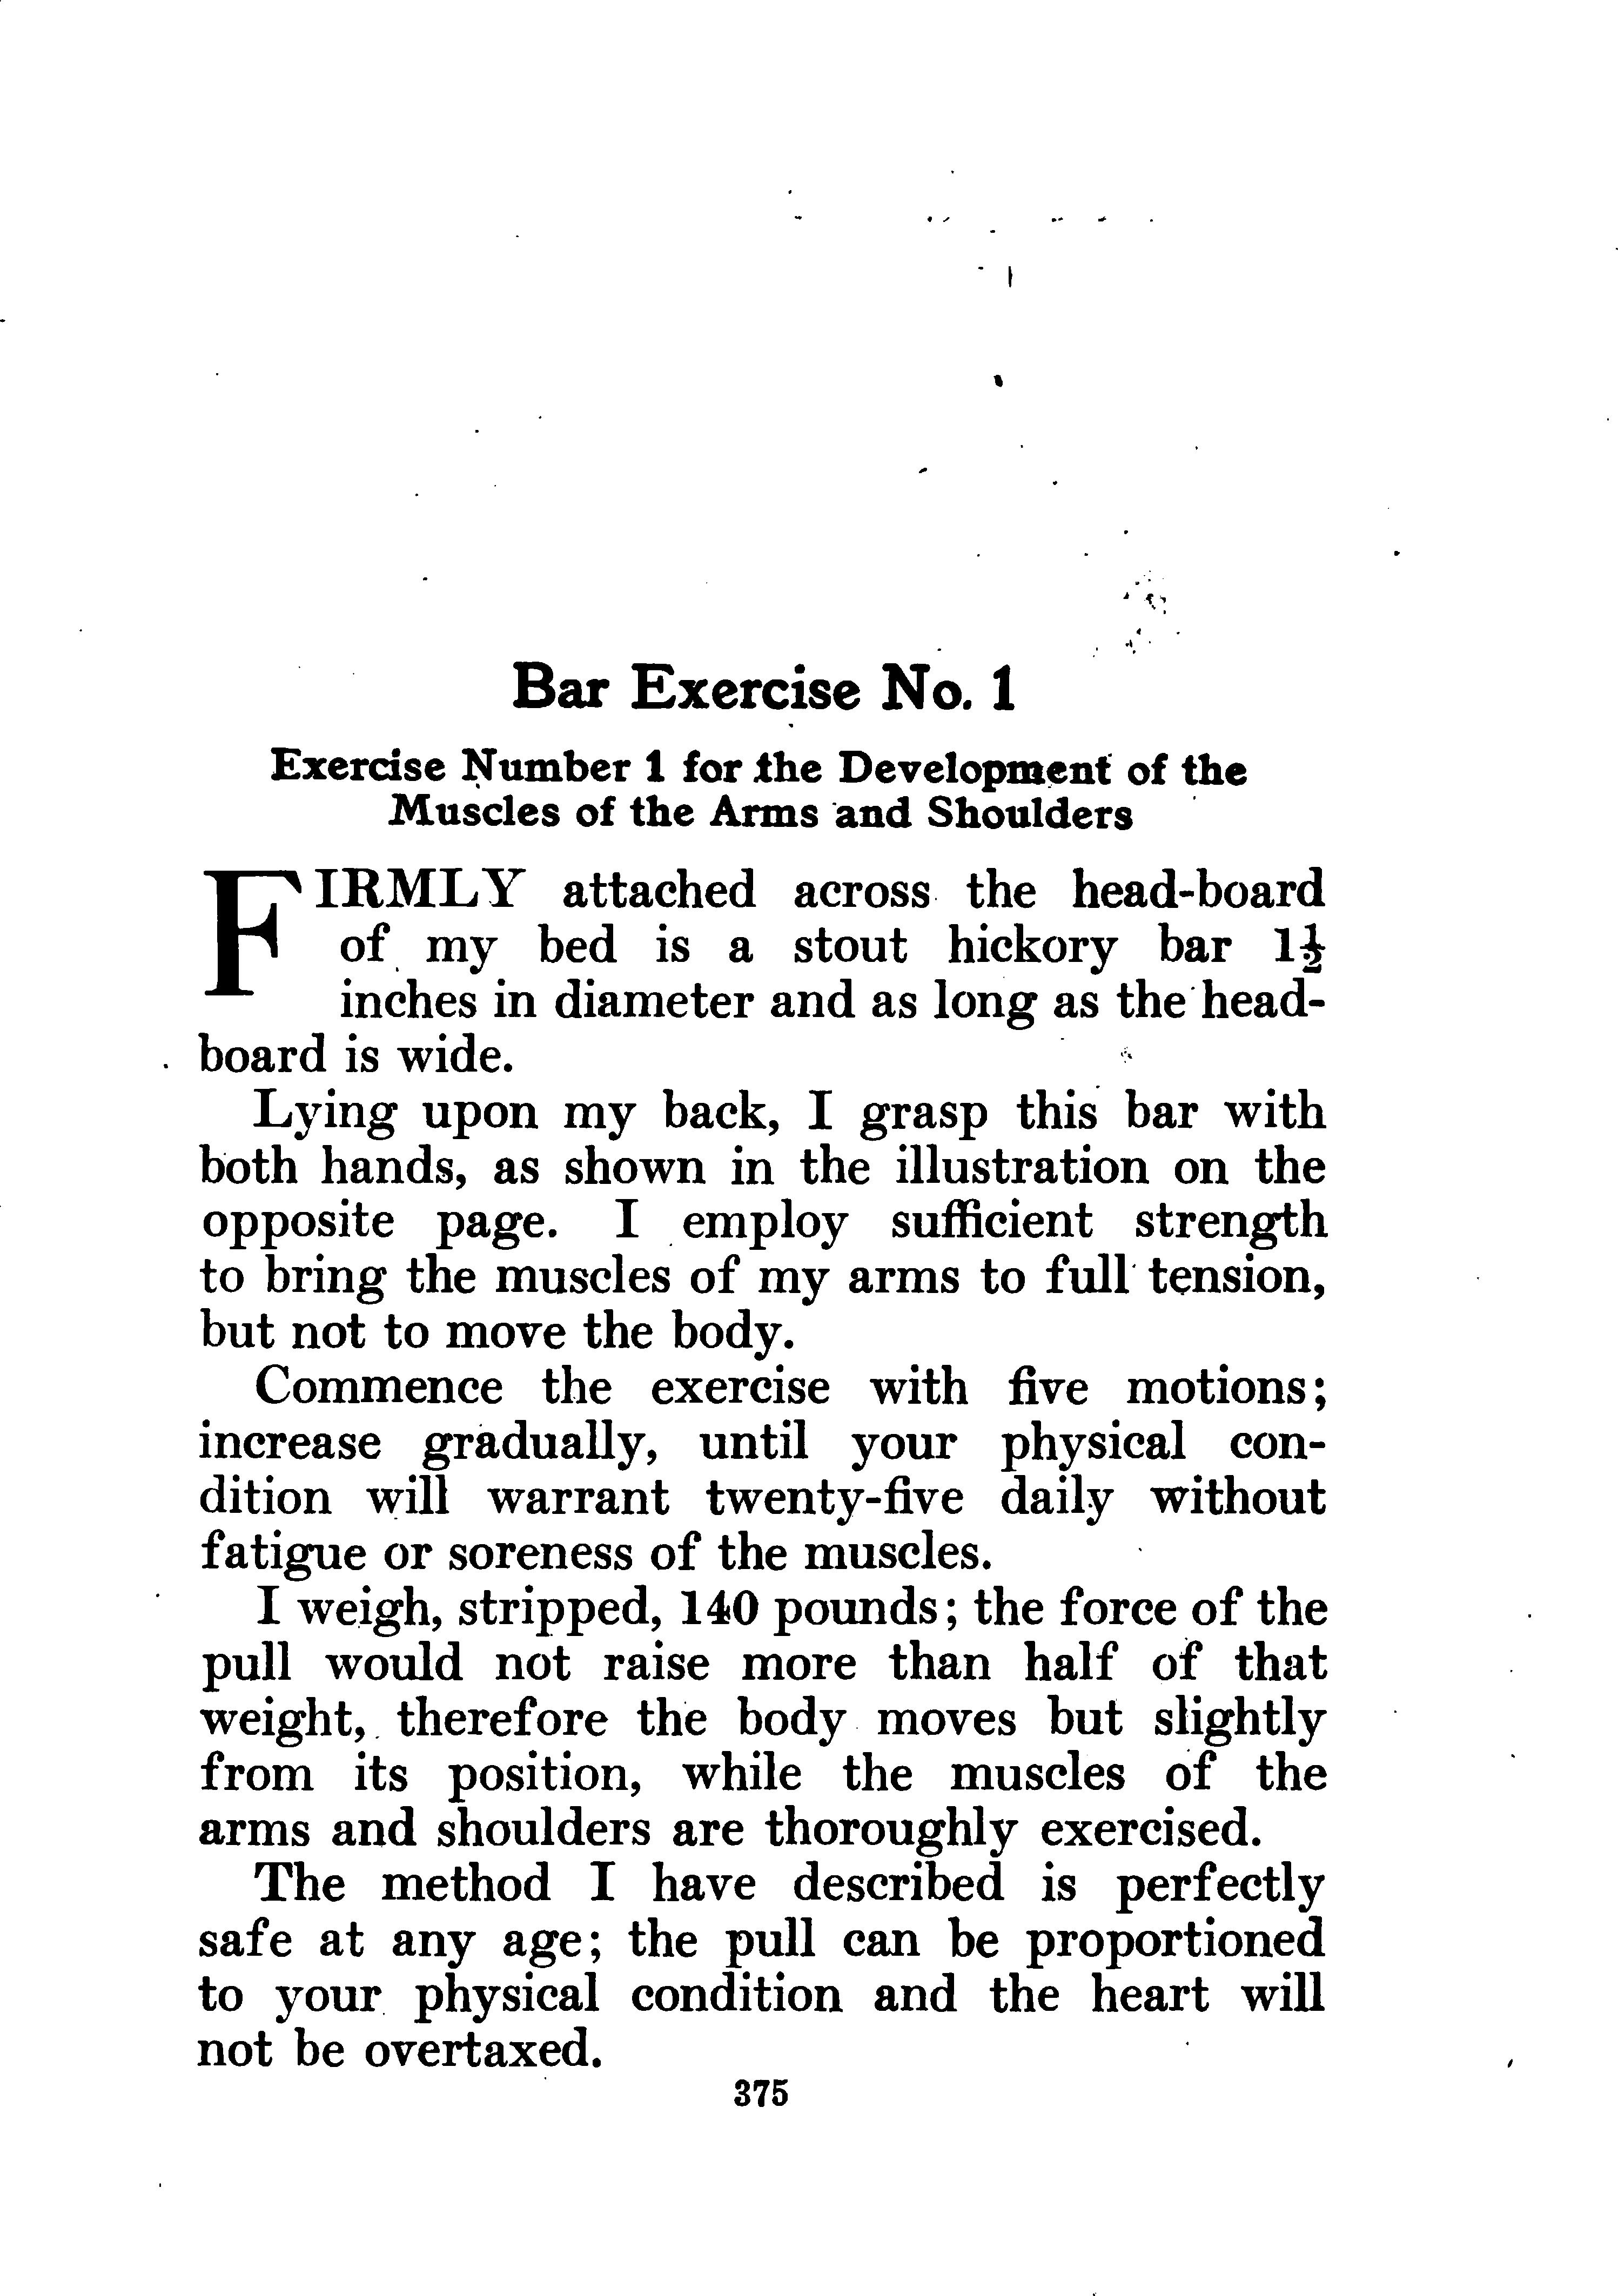 Bar Exercise No. 1
Exercise Number 1 for the Development of the
Muscles of the Arms and Shoulders
FIRMLY attached across the head-board
of my bed is a stout hickory bar 1½
inches in diameter and as long as the head-
board is wide.
Lying upon my back, I grasp this bar with
both hands, as shown in the illustration on the
opposite page. I employ sufficient strength
to bring the muscles of my arms to full tension,
but not to move the body.
Commence the exercise with five motions;
increase gradually, until your physical con-
dition will warrant twenty-five daily without
fatigue or soreness of the muscles.
I weigh, stripped, 140 pounds; the force of the
pull would not raise more than half of that
weight, therefore the body moves but slightly
from its position, while the muscles of the
arms and shoulders are thoroughly exercised.
The method I have described is perfectly
safe at any age; the pull can be proportioned
to your physical condition and the heart will
not be overtaxed.
375